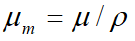 μₘ = μ / ρ